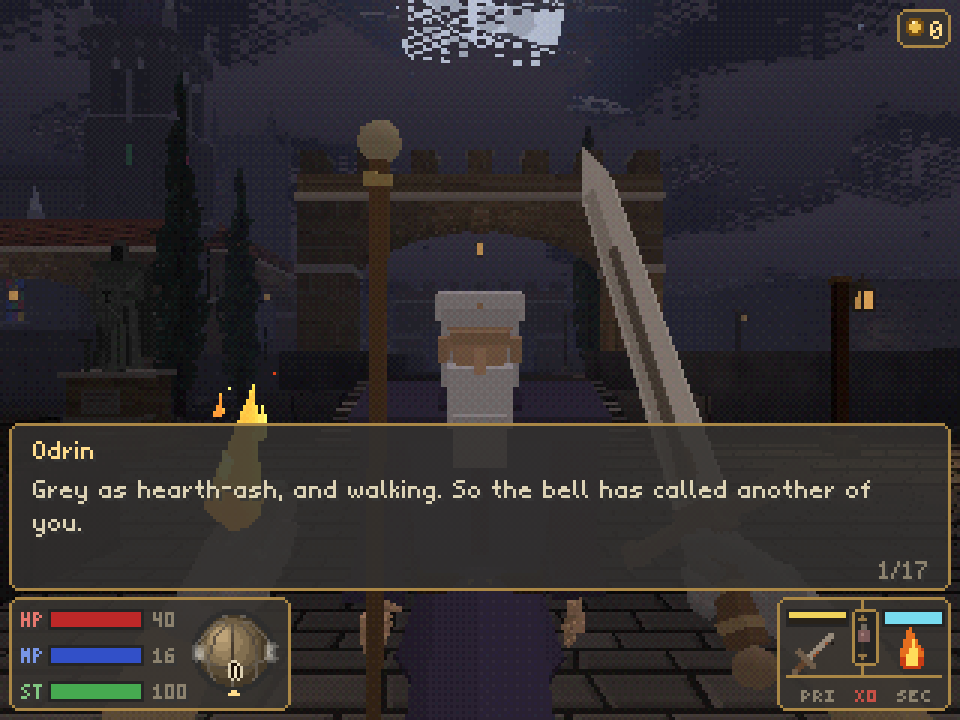 0
Odrin
Grey as hearth-ash, and walking. So the bell has called another of
you.
1/17
HP 40
MP 16
ST 100
0
PRI X0 SEC